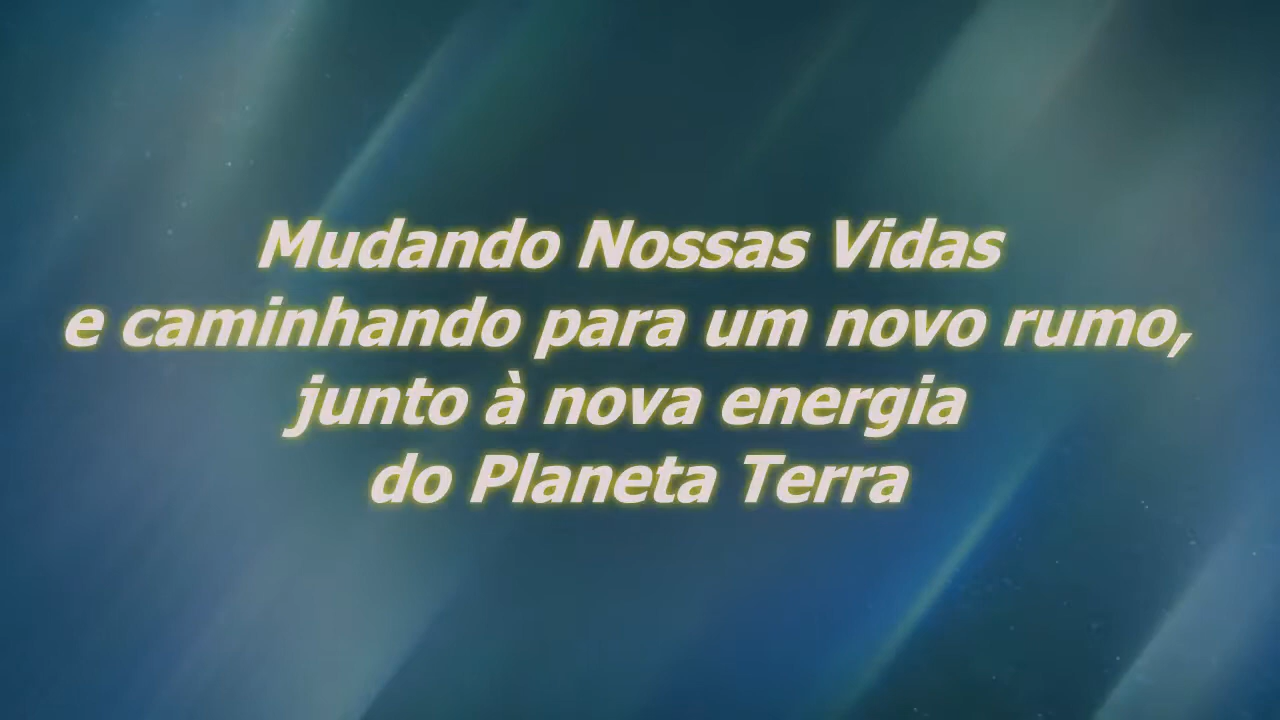 Mudando Nossas Vidas
e caminhando para um novo rumo,
junto à nova energia
do Planeta Terra